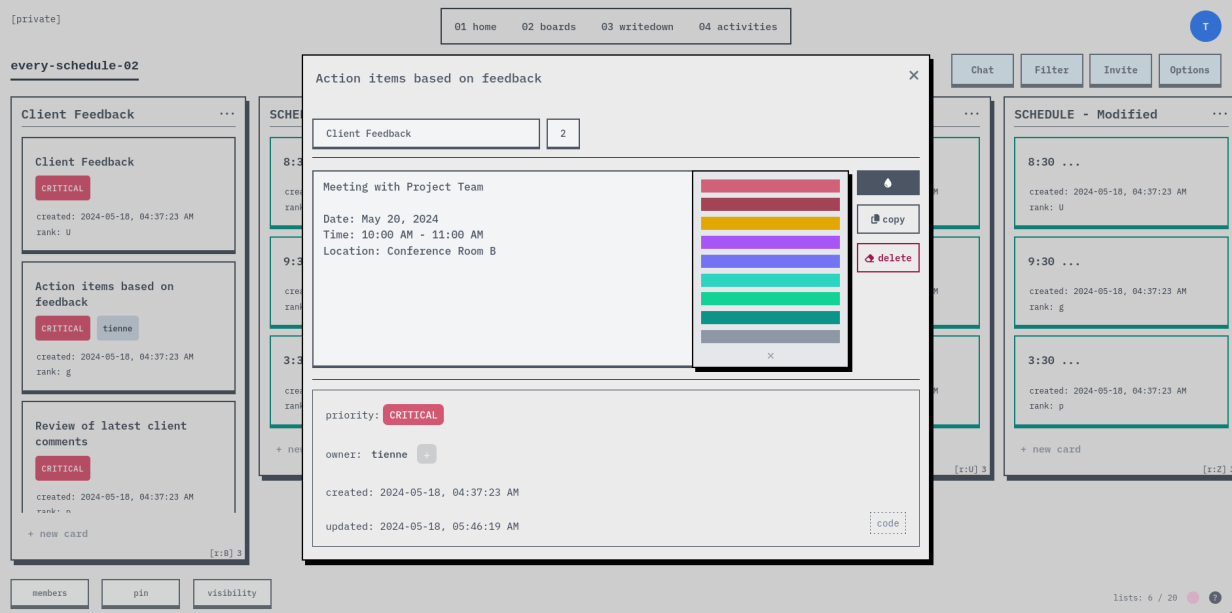 [private]
01 home 02 boards 03 writedown 04 activities
T
every-schedule-02
Chat Filter Invite Options
Client Feedback ...
Client Feedback
CRITICAL
created: 2024-05-18, 04:37:23 AM
rank: U
Action items based on
feedback
CRITICAL tienne
created: 2024-05-18, 04:37:23 AM
rank: g
Review of latest client
comments
CRITICAL
created: 2024-05-18, 04:37:23 AM
+ new card
[r:B] 3
SCHE
8:3
crea
rank
9:3
crea
rank
3:3
crea
rank
+ new
Action items based on feedback
×
Client Feedback 2
Meeting with Project Team
Date: May 20, 2024
Time: 10:00 AM - 11:00 AM
Location: Conference Room B
×
copy
delete
priority: CRITICAL
owner: tienne +
created: 2024-05-18, 04:37:23 AM
updated: 2024-05-18, 05:46:19 AM
code
...
M
M
M
[r:U] 3
SCHEDULE - Modified ...
8:30 ...
created: 2024-05-18, 04:37:23 AM
rank: U
9:30 ...
created: 2024-05-18, 04:37:23 AM
rank: g
3:30 ...
created: 2024-05-18, 04:37:23 AM
rank: p
+ new card
[r:Z]
members pin visibility
lists: 6 / 20 ?